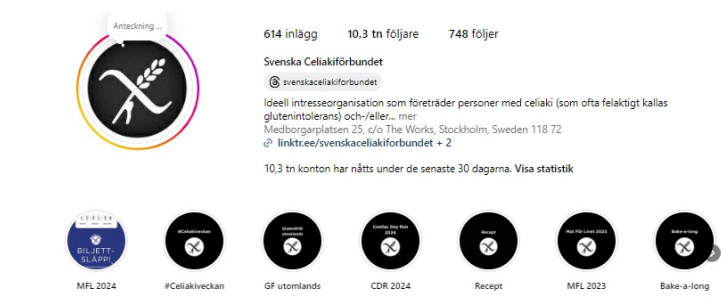 Anteckning ...
614 inlägg 10,3 tn följare 748 följer
Svenska Celiakiförbundet
svenskaceliakiforbundet
Ideell intresseorganisation som företräder personer med celiaki (som ofta felaktigt kallas
glutenintolerans) och-/eller... mer
Medborgarplatsen 25, c/o The Works, Stockholm, Sweden 118 72
linktr.ee/svenskaceliakiforbundet + 2
10,3 tn konton har nåtts under de senaste 30 dagarna. Visa statistik
BILJETT-
SLÄPP!
#Celiakiveckan
Glutenfritt
utomlands
Coeliac Day Run
2024
Recept
Mat För Livet 2023
Bake-a-long
MFL 2024 #Celiakiveckan GF utomlands CDR 2024 Recept MFL 2023 Bake-a-long